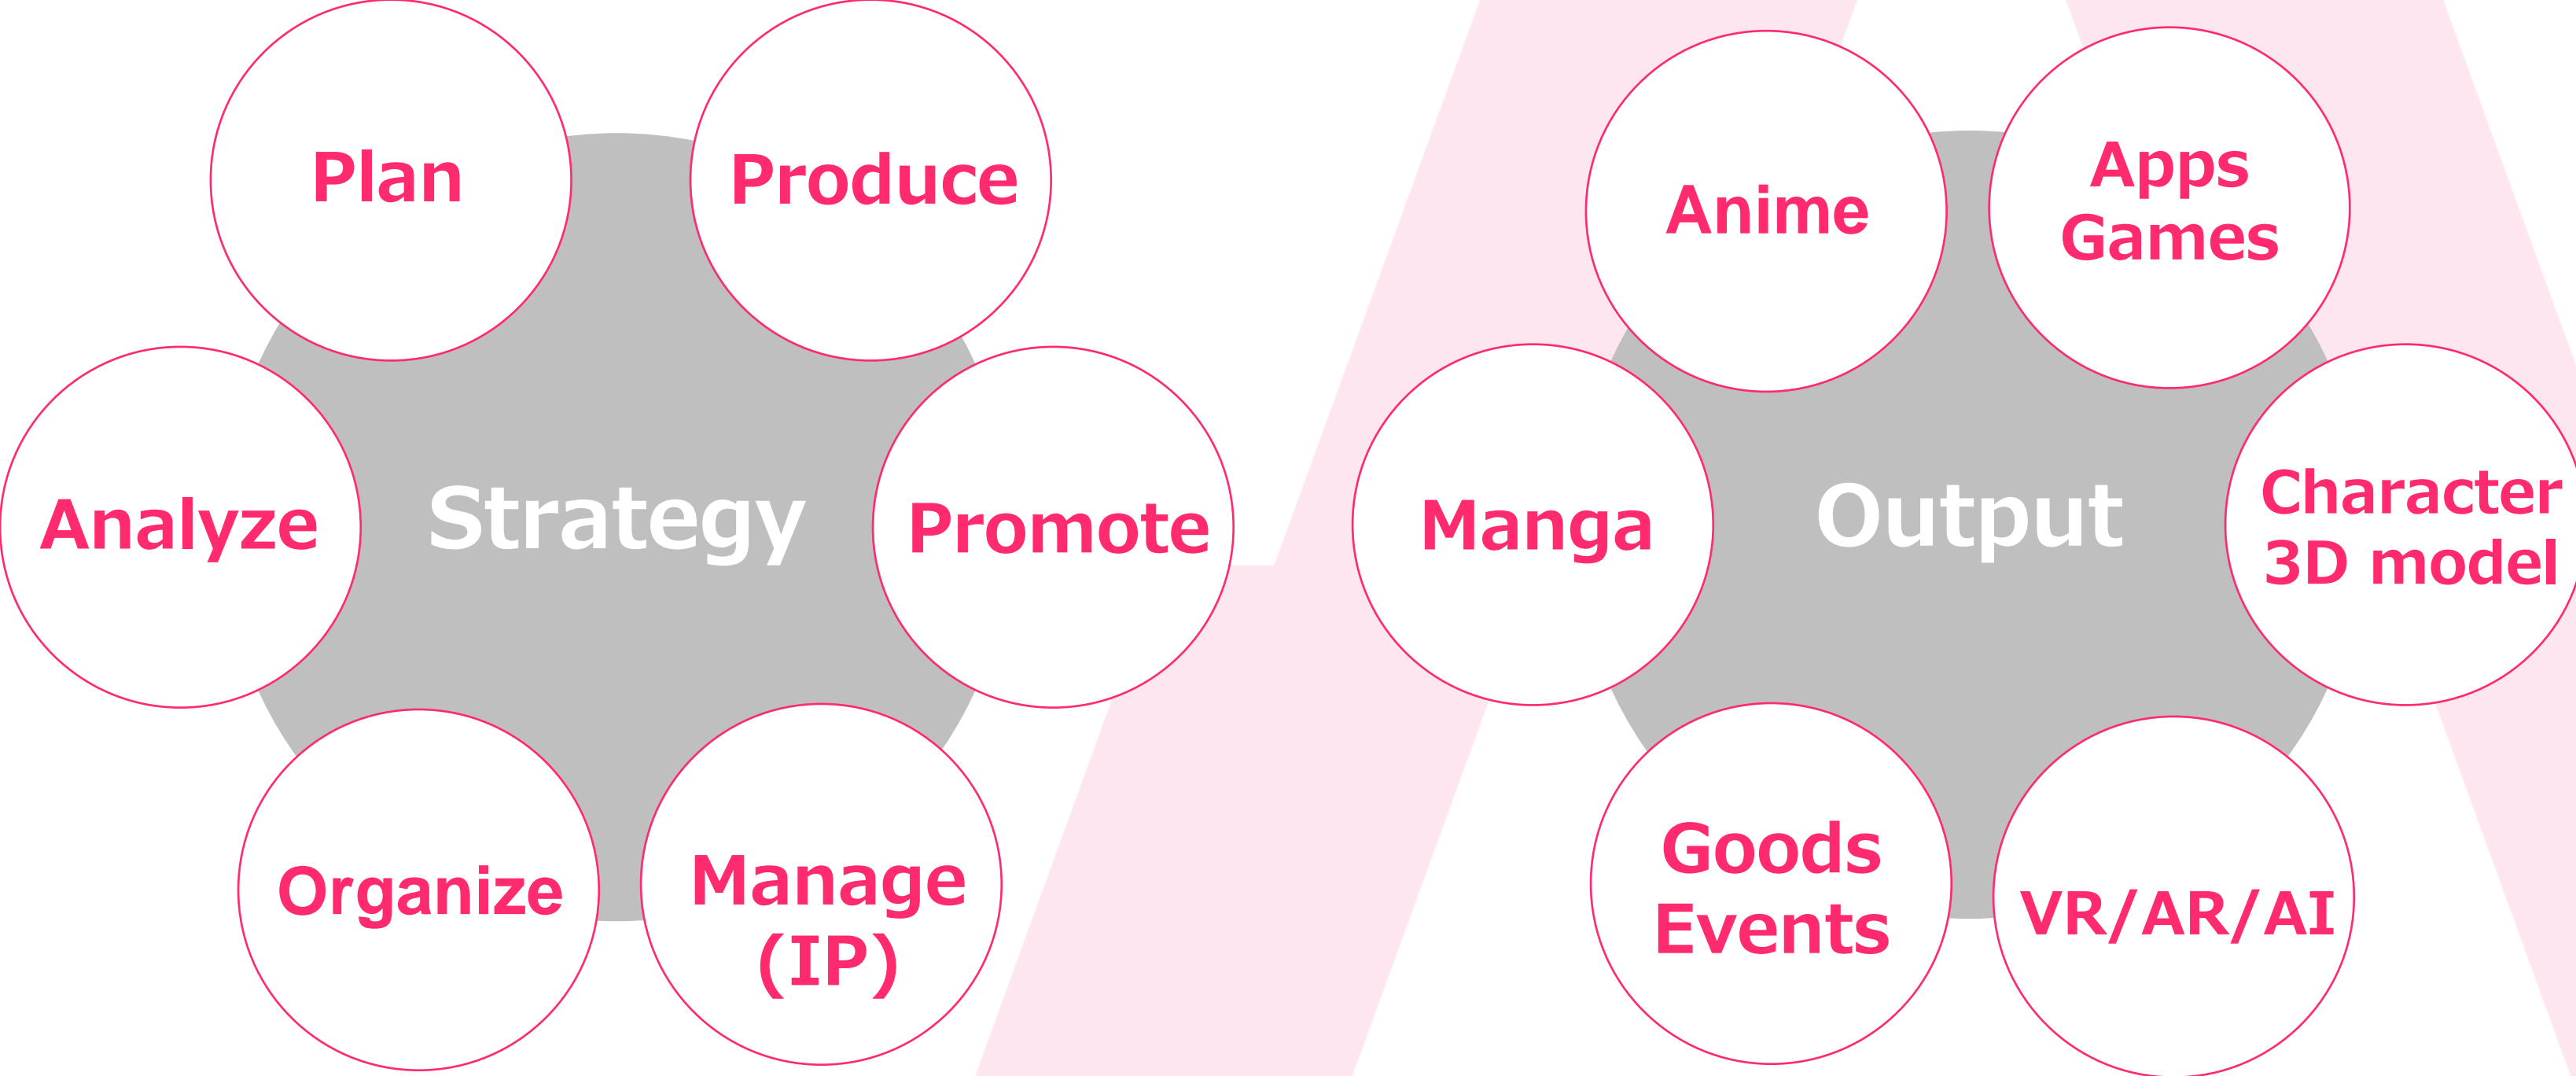 Plan
Produce
Analyze
Strategy
Promote
Organize
Manage
(IP)
Anime
Apps
Games
Manga
Output
Character
3D model
Goods
Events
VR/AR/AI